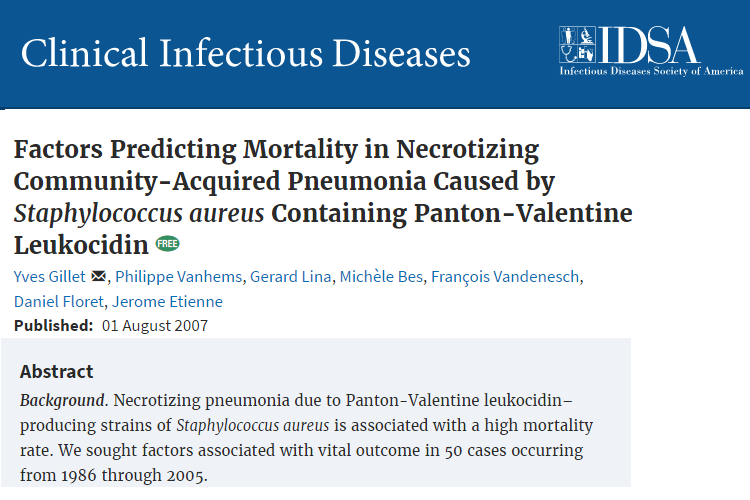 Clinical Infectious Diseases
IDSA
Infectious Diseases Society of America
Factors Predicting Mortality in Necrotizing
Community-Acquired Pneumonia Caused by
Staphylococcus aureus Containing Panton-Valentine
Leukocidin FREE
Yves Gillet, Philippe Vanhems, Gerard Lina, Michèle Bes, François Vandenesch,
Daniel Floret, Jerome Etienne
Published: 01 August 2007
Abstract
Background. Necrotizing pneumonia due to Panton-Valentine leukocidin–
producing strains of Staphylococcus aureus is associated with a high mortality
rate. We sought factors associated with vital outcome in 50 cases occurring
from 1986 through 2005.